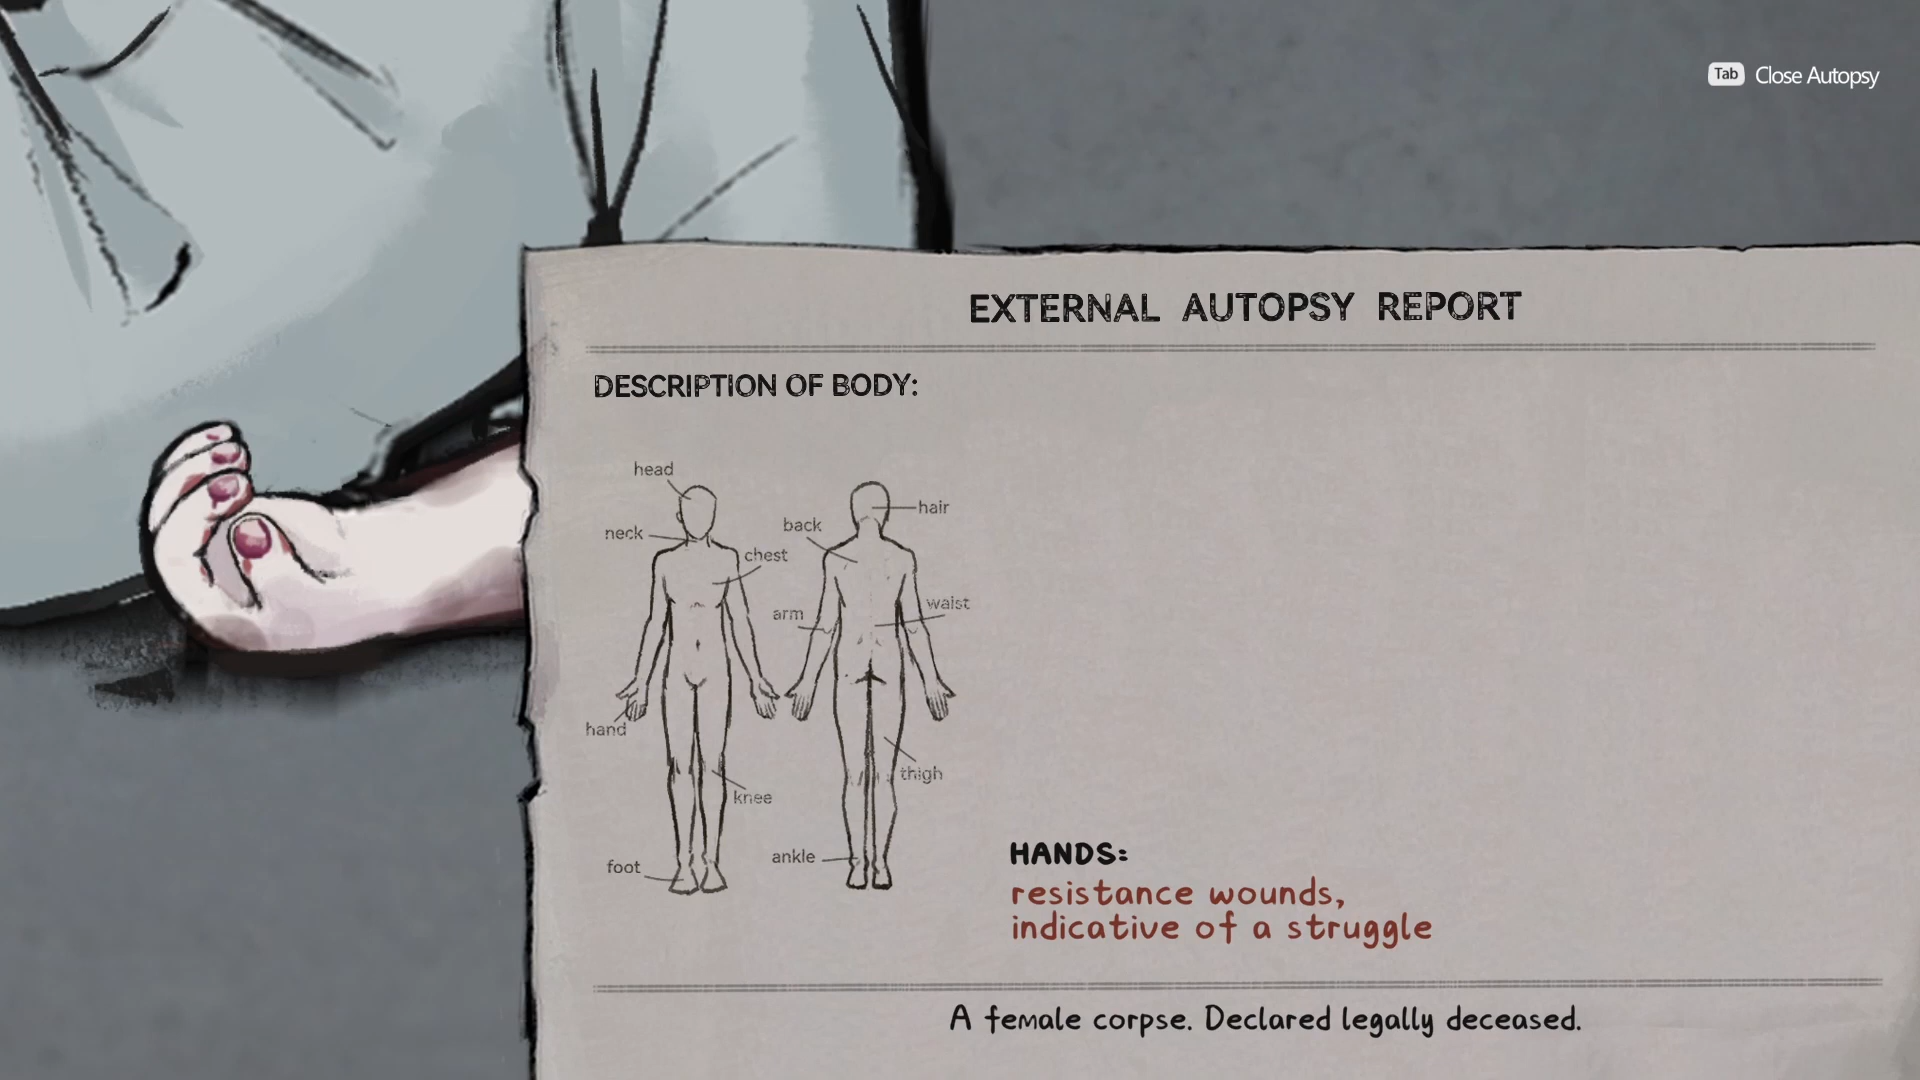 Tab Close Autopsy
EXTERNAL AUTOPSY REPORT
DESCRIPTION OF BODY:
head
hair
back
neck
chest
waist
arm
hand
thigh
knee
ankle
foot
HANDS:
resistance wounds,
indicative of a struggle
A female corpse. Declared legally deceased.